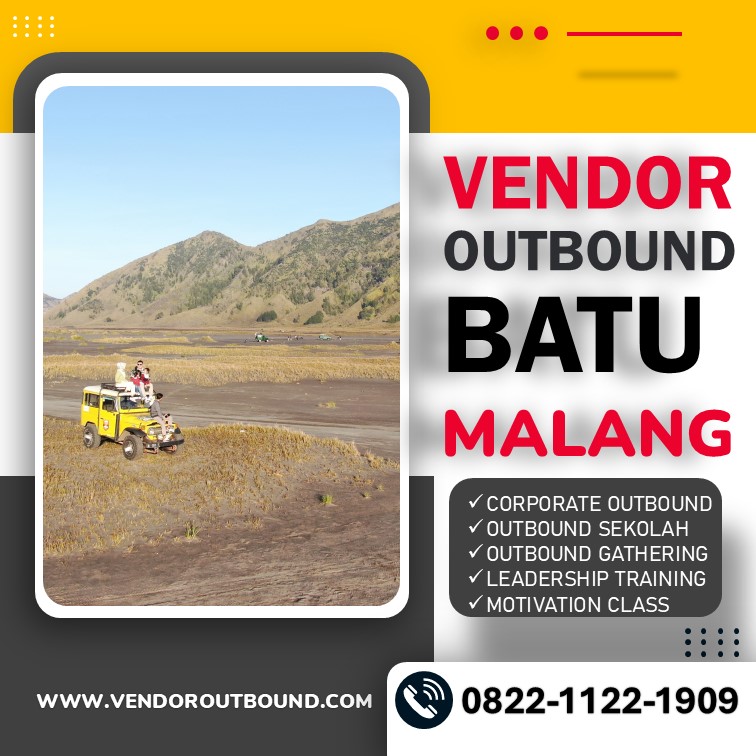 VENDOR
OUTBOUND
BATU
MALANG
CORPORATE OUTBOUND
OUTBOUND SEKOLAH
OUTBOUND GATHERING
LEADERSHIP TRAINING
MOTIVATION CLASS
WWW.VENDOROUTBOUND.COM
0822-1122-1909